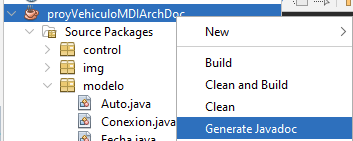 proyVehiculoMDIArchDoc
Source Packages
control
img
modelo
Auto.java
Conexion.java
Fecha.java
New
Build
Clean and Build
Clean
Generate Javadoc